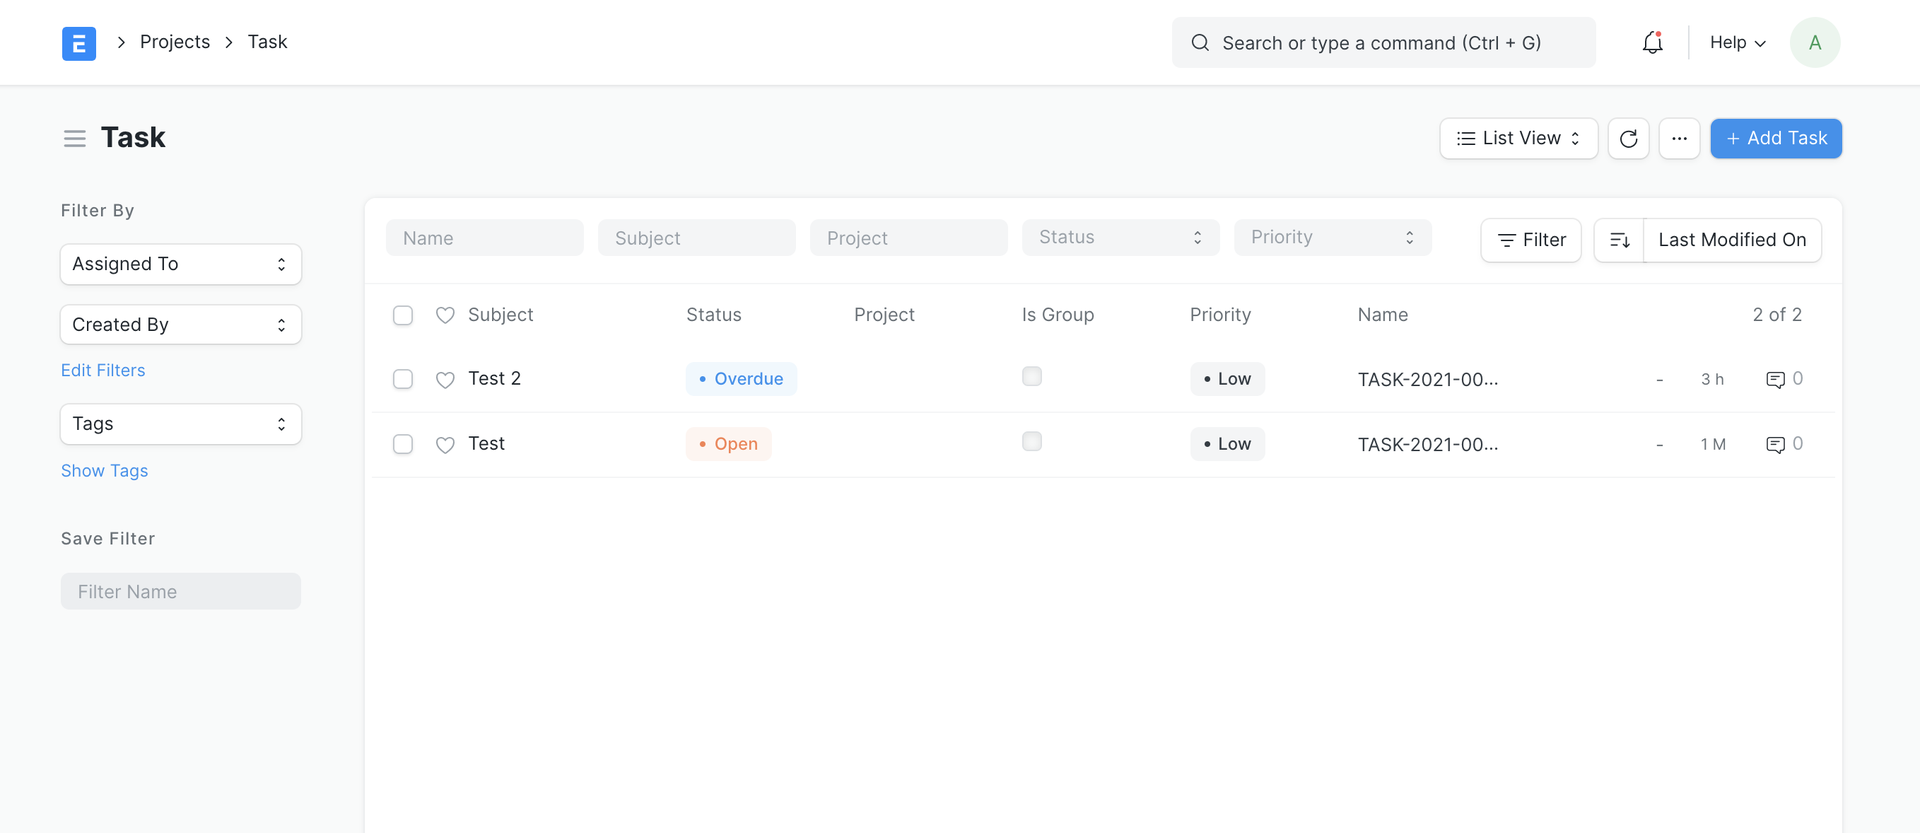 E
Projects
Task
Search or type a command (Ctrl + G)
Help
A
Task
List View
+ Add Task
Filter By
Assigned To
Created By
Edit Filters
Tags
Show Tags
Save Filter
Filter Name
Name
Subject
Project
Status
Priority
Filter
Last Modified On
Subject
Status
Project
Is Group
Priority
Name
2 of 2
Test 2
• Overdue
• Low
TASK-2021-00...
-
3 h
0
Test
• Open
• Low
TASK-2021-00...
-
1 M
0